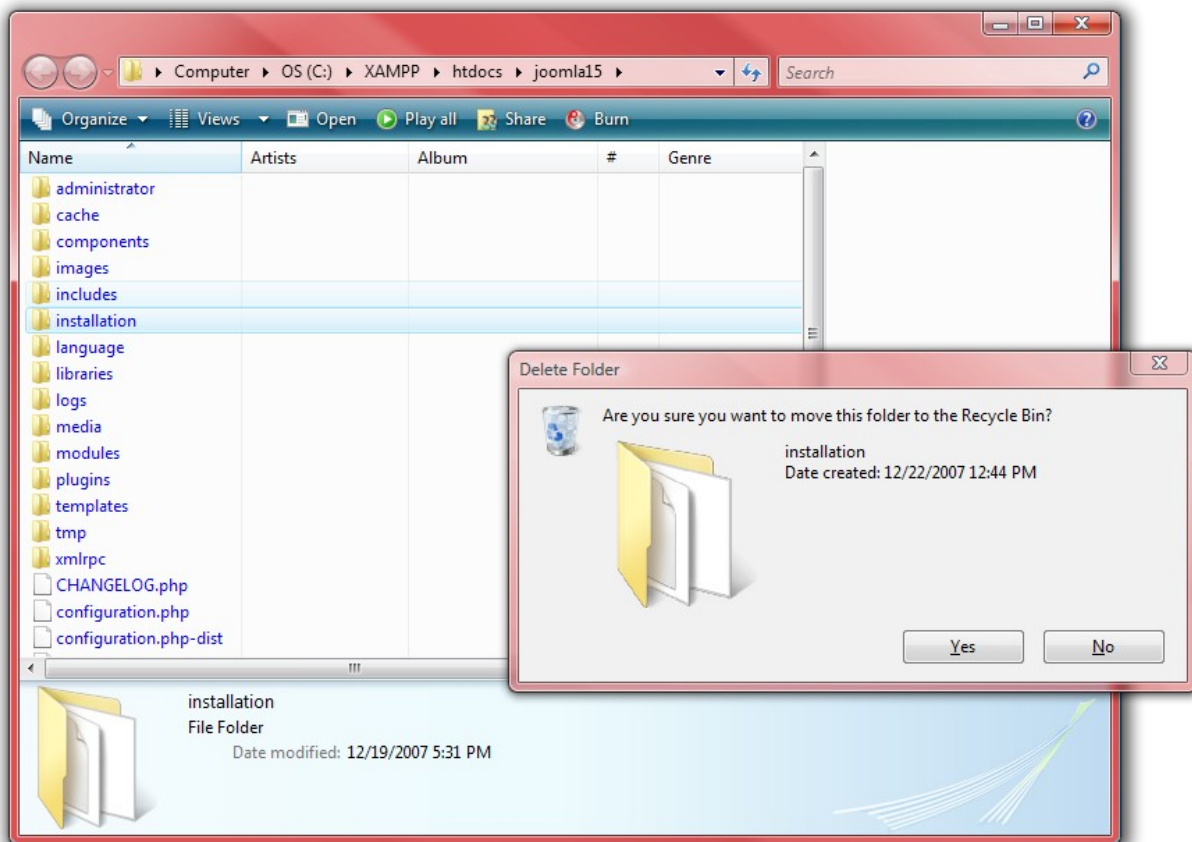 Computer ▸ OS (C:) ▸ XAMPP ▸ htdocs ▸ joomla15 ▸
Search
Organize Views Open Play all Share Burn
Name Artists Album # Genre
administrator
cache
components
images
includes
installation
language
libraries
logs
media
modules
plugins
templates
tmp
xmlrpc
CHANGELOG.php
configuration.php
configuration.php-dist
Delete Folder
Are you sure you want to move this folder to the Recycle Bin?
installation
Date created: 12/22/2007 12:44 PM
Yes No
installation
File Folder
Date modified: 12/19/2007 5:31 PM